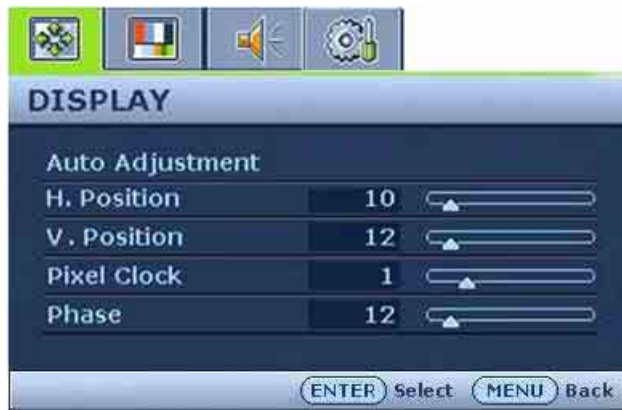 DISPLAY
Auto Adjustment
H. Position 10
V. Position 12
Pixel Clock 1
Phase 12
ENTER Select MENU Back